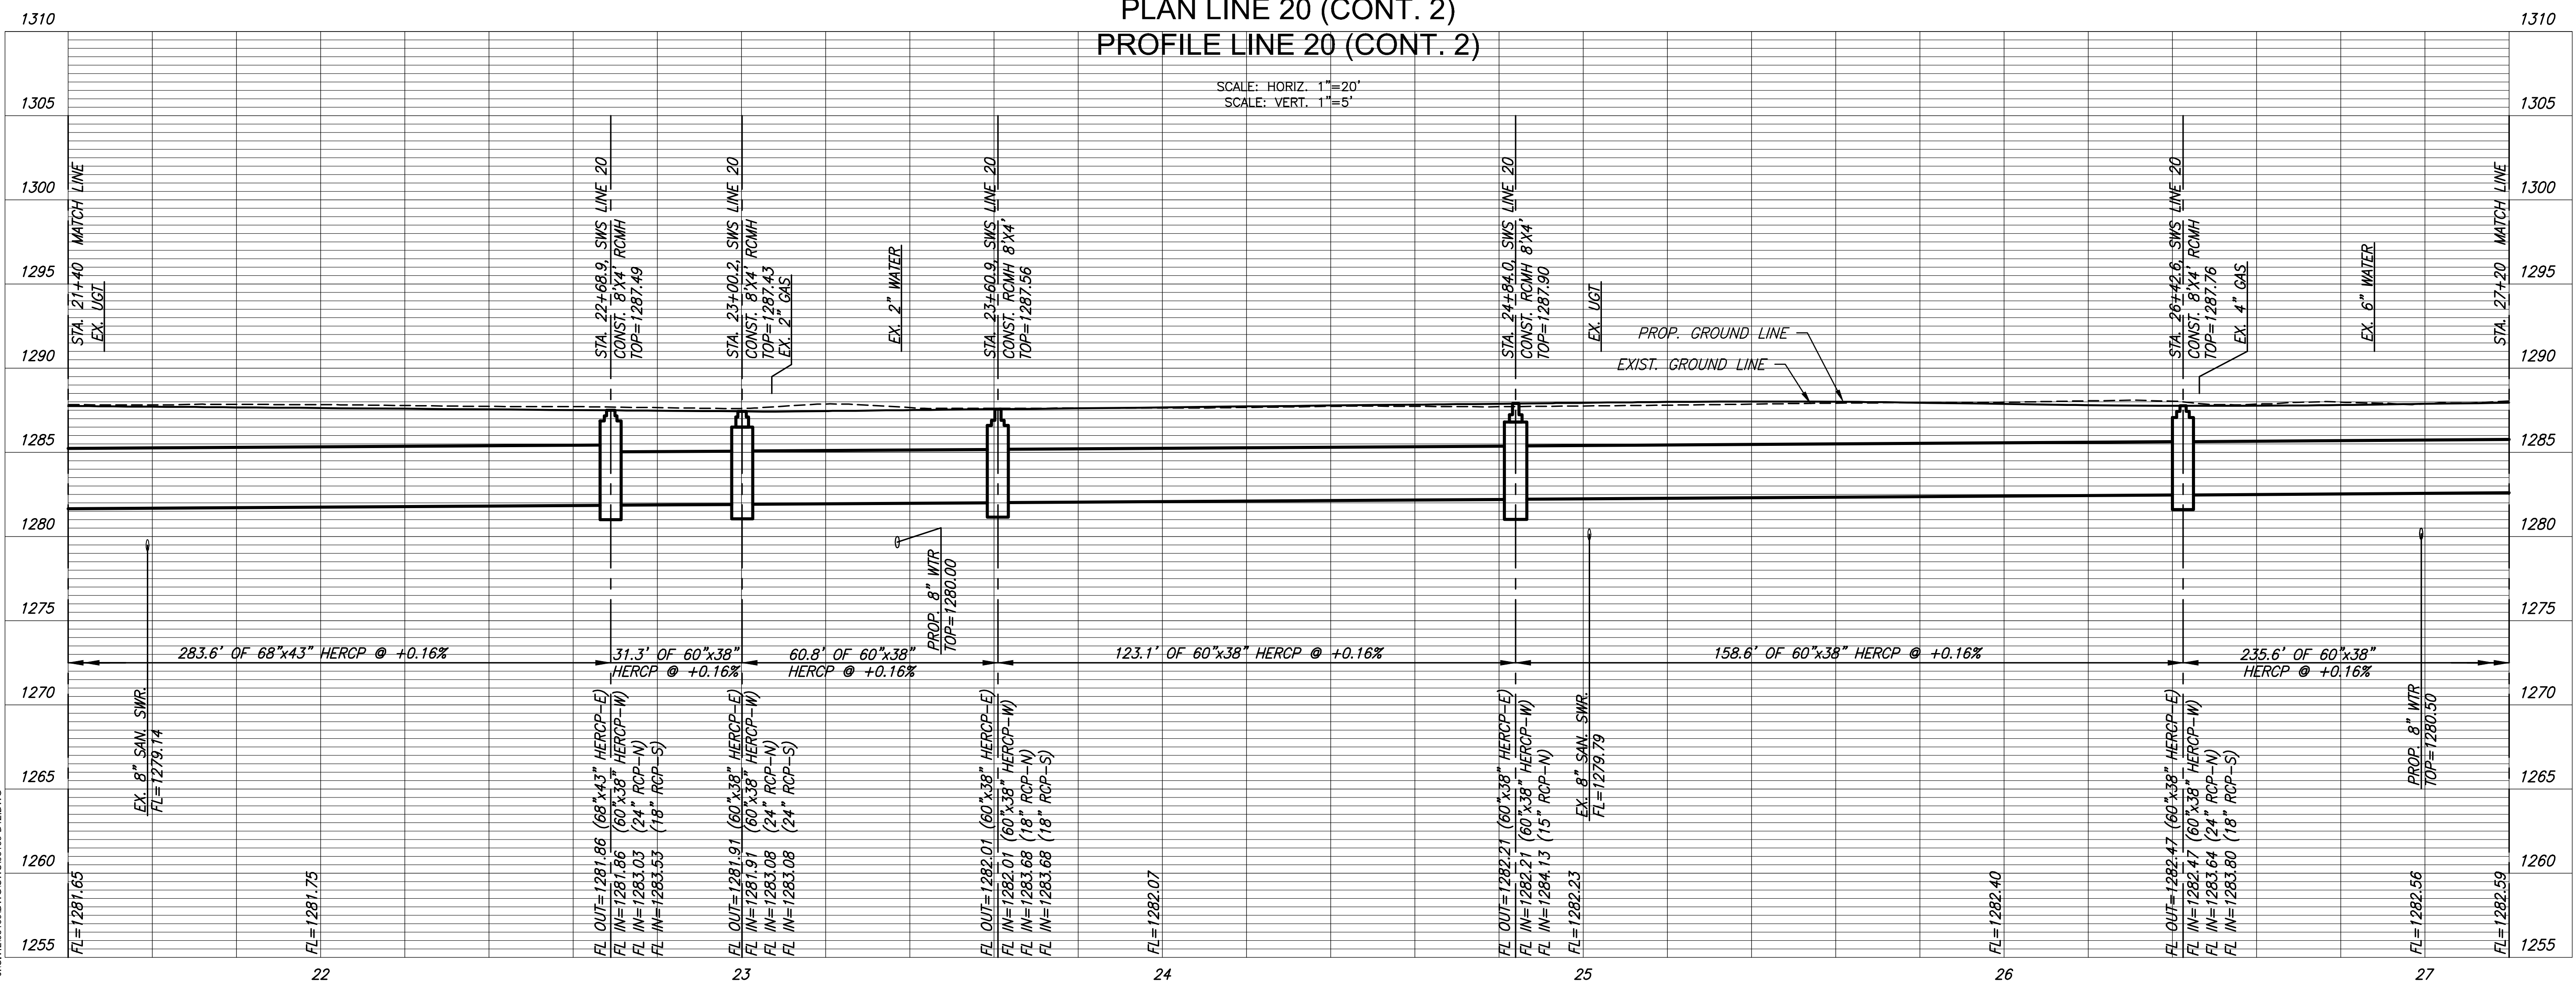 PLAN LINE 20 (CONT. 2)
PROFILE LINE 20 (CONT. 2)
SCALE: HORIZ. 1"=20'
SCALE: VERT. 1"=5'
1310
1305
1300
1295
1290
1285
1280
1275
1270
1265
1260
1255
1310
1305
1300
1295
1290
1285
1280
1275
1270
1265
1260
1255
STA. 21+40 MATCH LINE
EX. UGT
STA. 22+68.9, SWS LINE 20
CONST. 8'X4' RCMH
TOP=1287.49
STA. 23+00.2, SWS LINE 20
CONST. 8'X4' RCMH
TOP=1287.43
EX. 2" GAS
EX. 2" WATER
STA. 23+60.9, SWS LINE 20
CONST. RCMH 8'X4'
TOP=1287.56
STA. 24+84.0, SWS LINE 20
CONST. RCMH 8'X4'
TOP=1287.90
EX. UGT
PROP. GROUND LINE
EXIST. GROUND LINE
STA. 26+42.6, SWS LINE 20
CONST. 8'X4' RCMH
TOP=1287.76
EX. 4" GAS
EX. 6" WATER
STA. 27+20 MATCH LINE
PROP. 8" WTR
TOP=1280.00
283.6' OF 68"x43" HERCP @ +0.16%
31.3' OF 60"x38"
HERCP @ +0.16%
60.8' OF 60"x38"
HERCP @ +0.16%
123.1' OF 60"x38" HERCP @ +0.16%
158.6' OF 60"x38" HERCP @ +0.16%
235.6' OF 60"x38"
HERCP @ +0.16%
EX. 8" SAN. SWR.
FL=1279.14
EX. 8" SAN. SWR.
FL=1279.79
PROP. 8" WTR
TOP=1280.50
FL=1281.65
FL=1281.75
FL OUT=1281.86 (68"x43" HERCP-E)
FL IN=1281.86 (60"x38" HERCP-W)
FL IN=1283.03 (24" RCP-N)
FL IN=1283.53 (18" RCP-S)
FL OUT=1281.91 (60"x38" HERCP-E)
FL IN=1281.91 (60"x38" HERCP-W)
FL IN=1283.08 (24" RCP-N)
FL IN=1283.08 (24" RCP-S)
FL OUT=1282.01 (60"x38" HERCP-E)
FL IN=1282.01 (60"x38" HERCP-W)
FL IN=1283.68 (18" RCP-N)
FL IN=1283.68 (18" RCP-S)
FL=1282.07
FL OUT=1282.21 (60"x38" HERCP-E)
FL IN=1282.21 (60"x38" HERCP-W)
FL IN=1284.13 (15" RCP-N)
FL=1282.23
FL=1282.40
FL OUT=1282.47 (60"x38" HERCP-E)
FL IN=1282.47 (60"x38" HERCP-W)
FL IN=1283.64 (24" RCP-N)
FL IN=1283.80 (18" RCP-S)
FL=1282.56
FL=1282.59
22
23
24
25
26
27